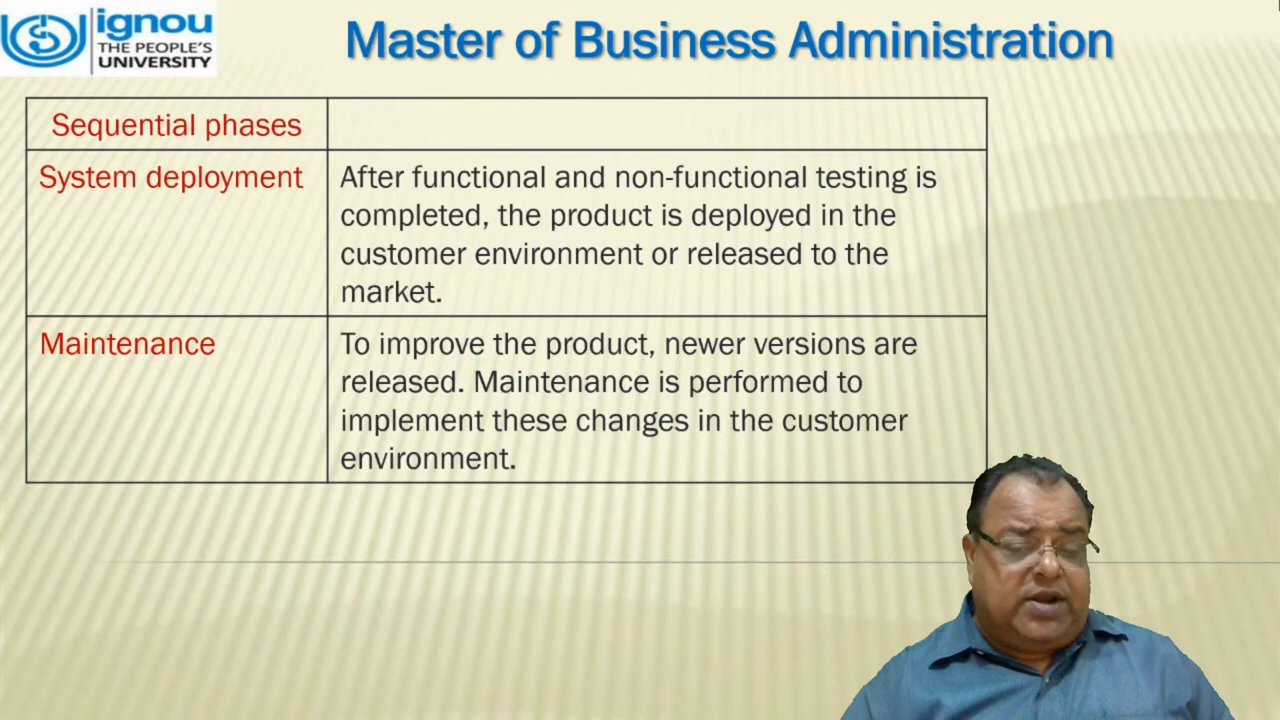 ignou
THE PEOPLE'S
UNIVERSITY
Master of Business Administration
Sequential phases
System deployment
After functional and non-functional testing is
completed, the product is deployed in the
customer environment or released to the
market.
Maintenance
To improve the product, newer versions are
released. Maintenance is performed to
implement these changes in the customer
environment.